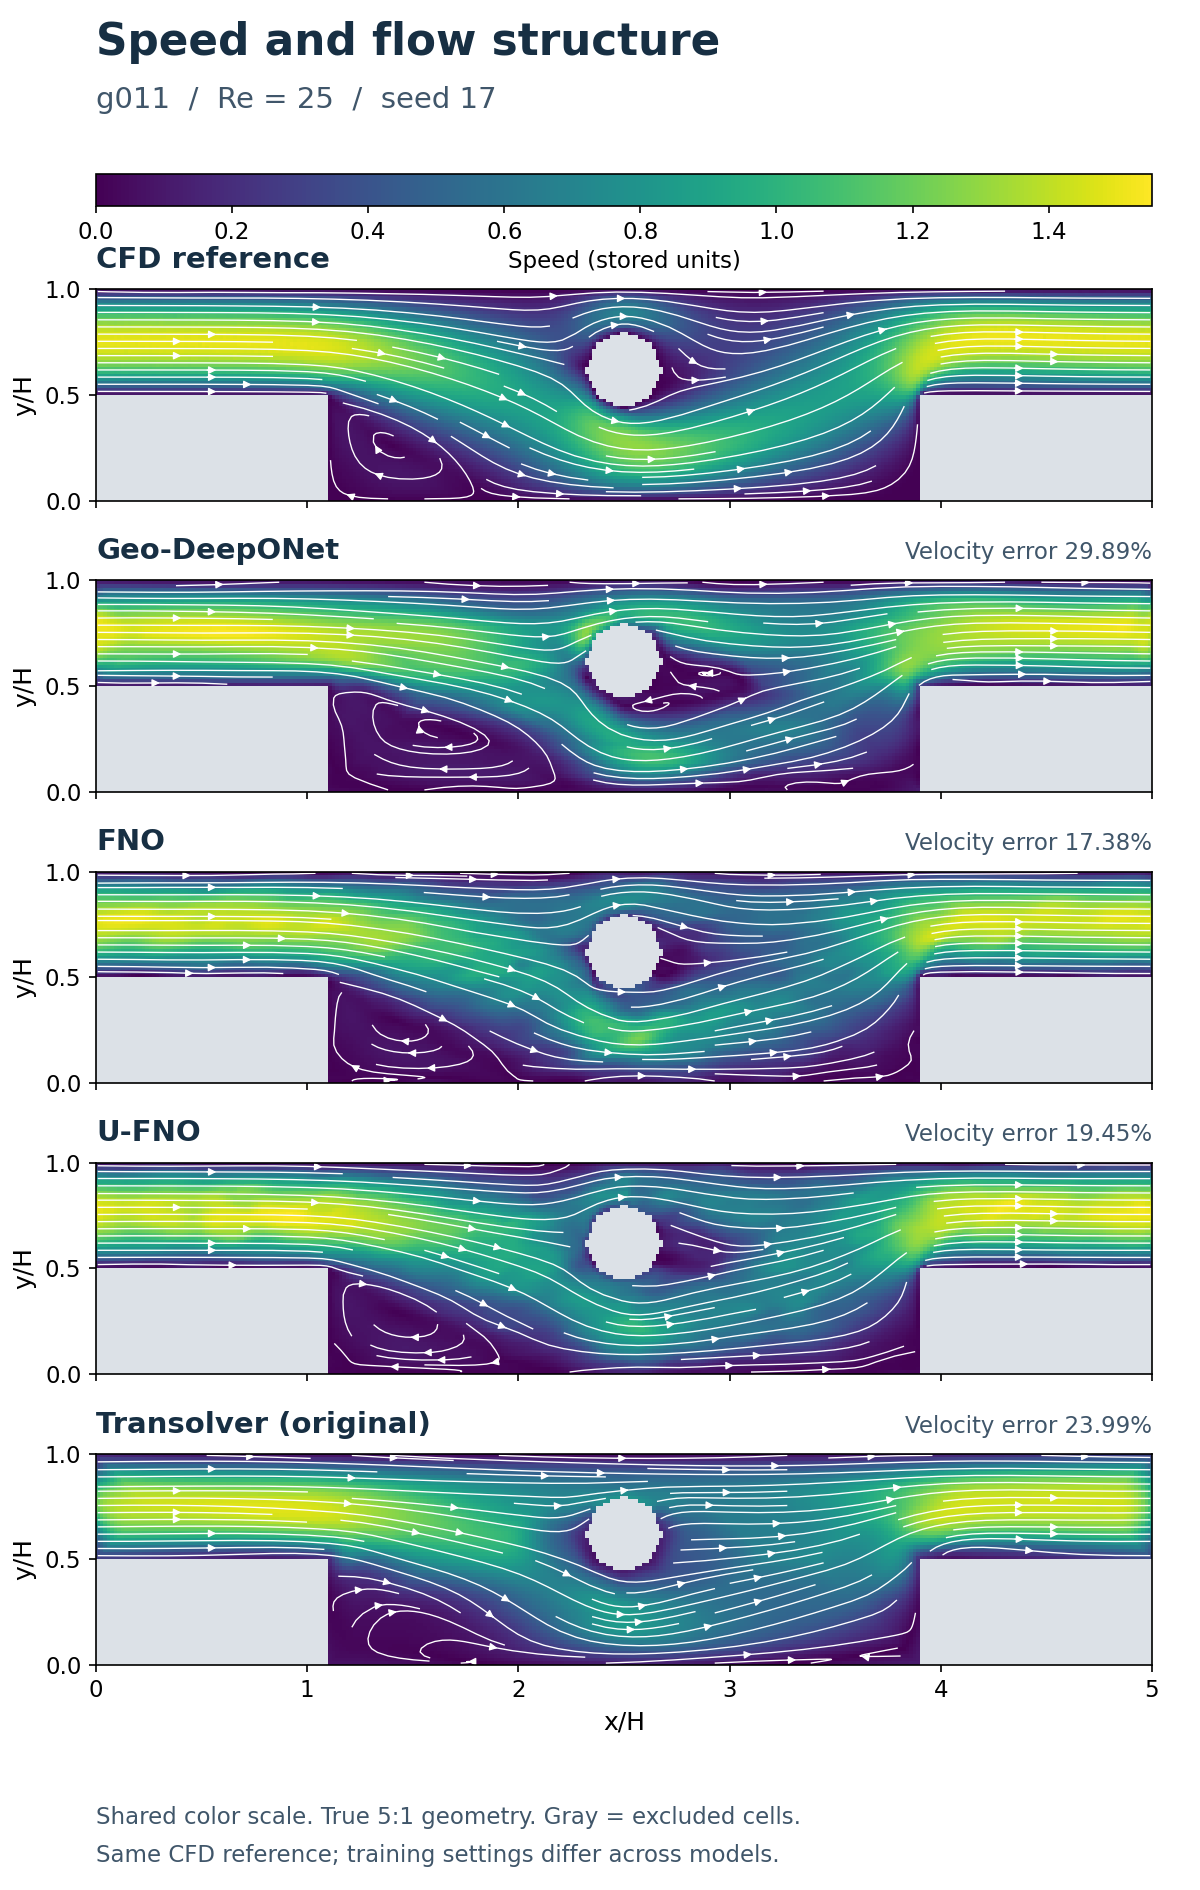 Speed and flow structure
g011 / Re = 25 / seed 17
0.0 0.2 0.4 0.6 0.8 1.0 1.2 1.4
Speed (stored units)
CFD reference
1.0
0.5
0.0
y/H
Geo-DeepONet
Velocity error 29.89%
1.0
0.5
0.0
y/H
FNO
Velocity error 17.38%
1.0
0.5
0.0
y/H
U-FNO
Velocity error 19.45%
1.0
0.5
0.0
y/H
Transolver (original)
Velocity error 23.99%
1.0
0.5
0.0
y/H
0 1 2 3 4 5
x/H
Shared color scale. True 5:1 geometry. Gray = excluded cells.
Same CFD reference; training settings differ across models.